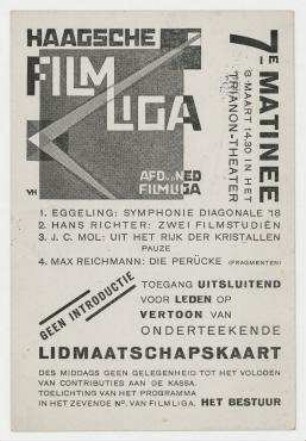 HAAGSCHE
FILM
LIGA
AFD. NED
FILMLIGA
VH
7E MATINEE
3 MAART 14.30 IN HET
TRIANON-THEATER
1. EGGELING: SYMPHONIE DIAGONALE '18
2. HANS RICHTER: ZWEI FILMSTUDIËN
3. J. C. MOL: UIT HET RIJK DER KRISTALLEN
PAUZE
4. MAX REICHMANN: DIE PERÜCKE (FRAGMENTEN)
GEEN INTRODUCTIE
TOEGANG UITSLUITEND
VOOR LEDEN OP
VERTOON VAN
ONDERTEEKENDE
LIDMAATSCHAPSKAART
DES MIDDAGS GEEN GELEGENHEID TOT HET VOLDOEN
VAN CONTRIBUTIES AAN DE KASSA.
TOELICHTING VAN HET PROGRAMMA
IN HET ZEVENDE No. VAN FILMLIGA. HET BESTUUR